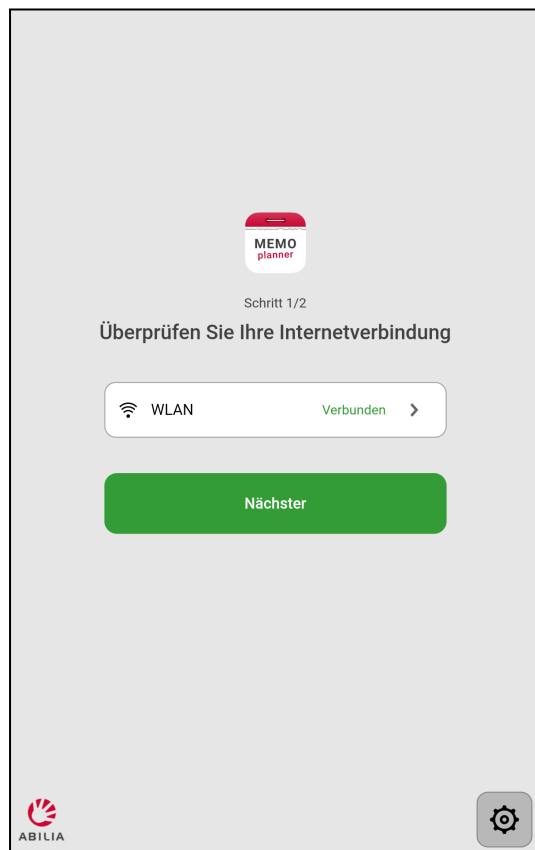 MEMO
planner
Schritt 1/2
Überprüfen Sie Ihre Internetverbindung
WLAN Verbunden
Nächster
ABILIA